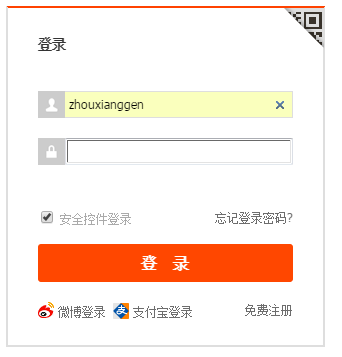 登录
zhouxianggen
安全控件登录 忘记登录密码?
登 录
微博登录 支付宝登录 免费注册